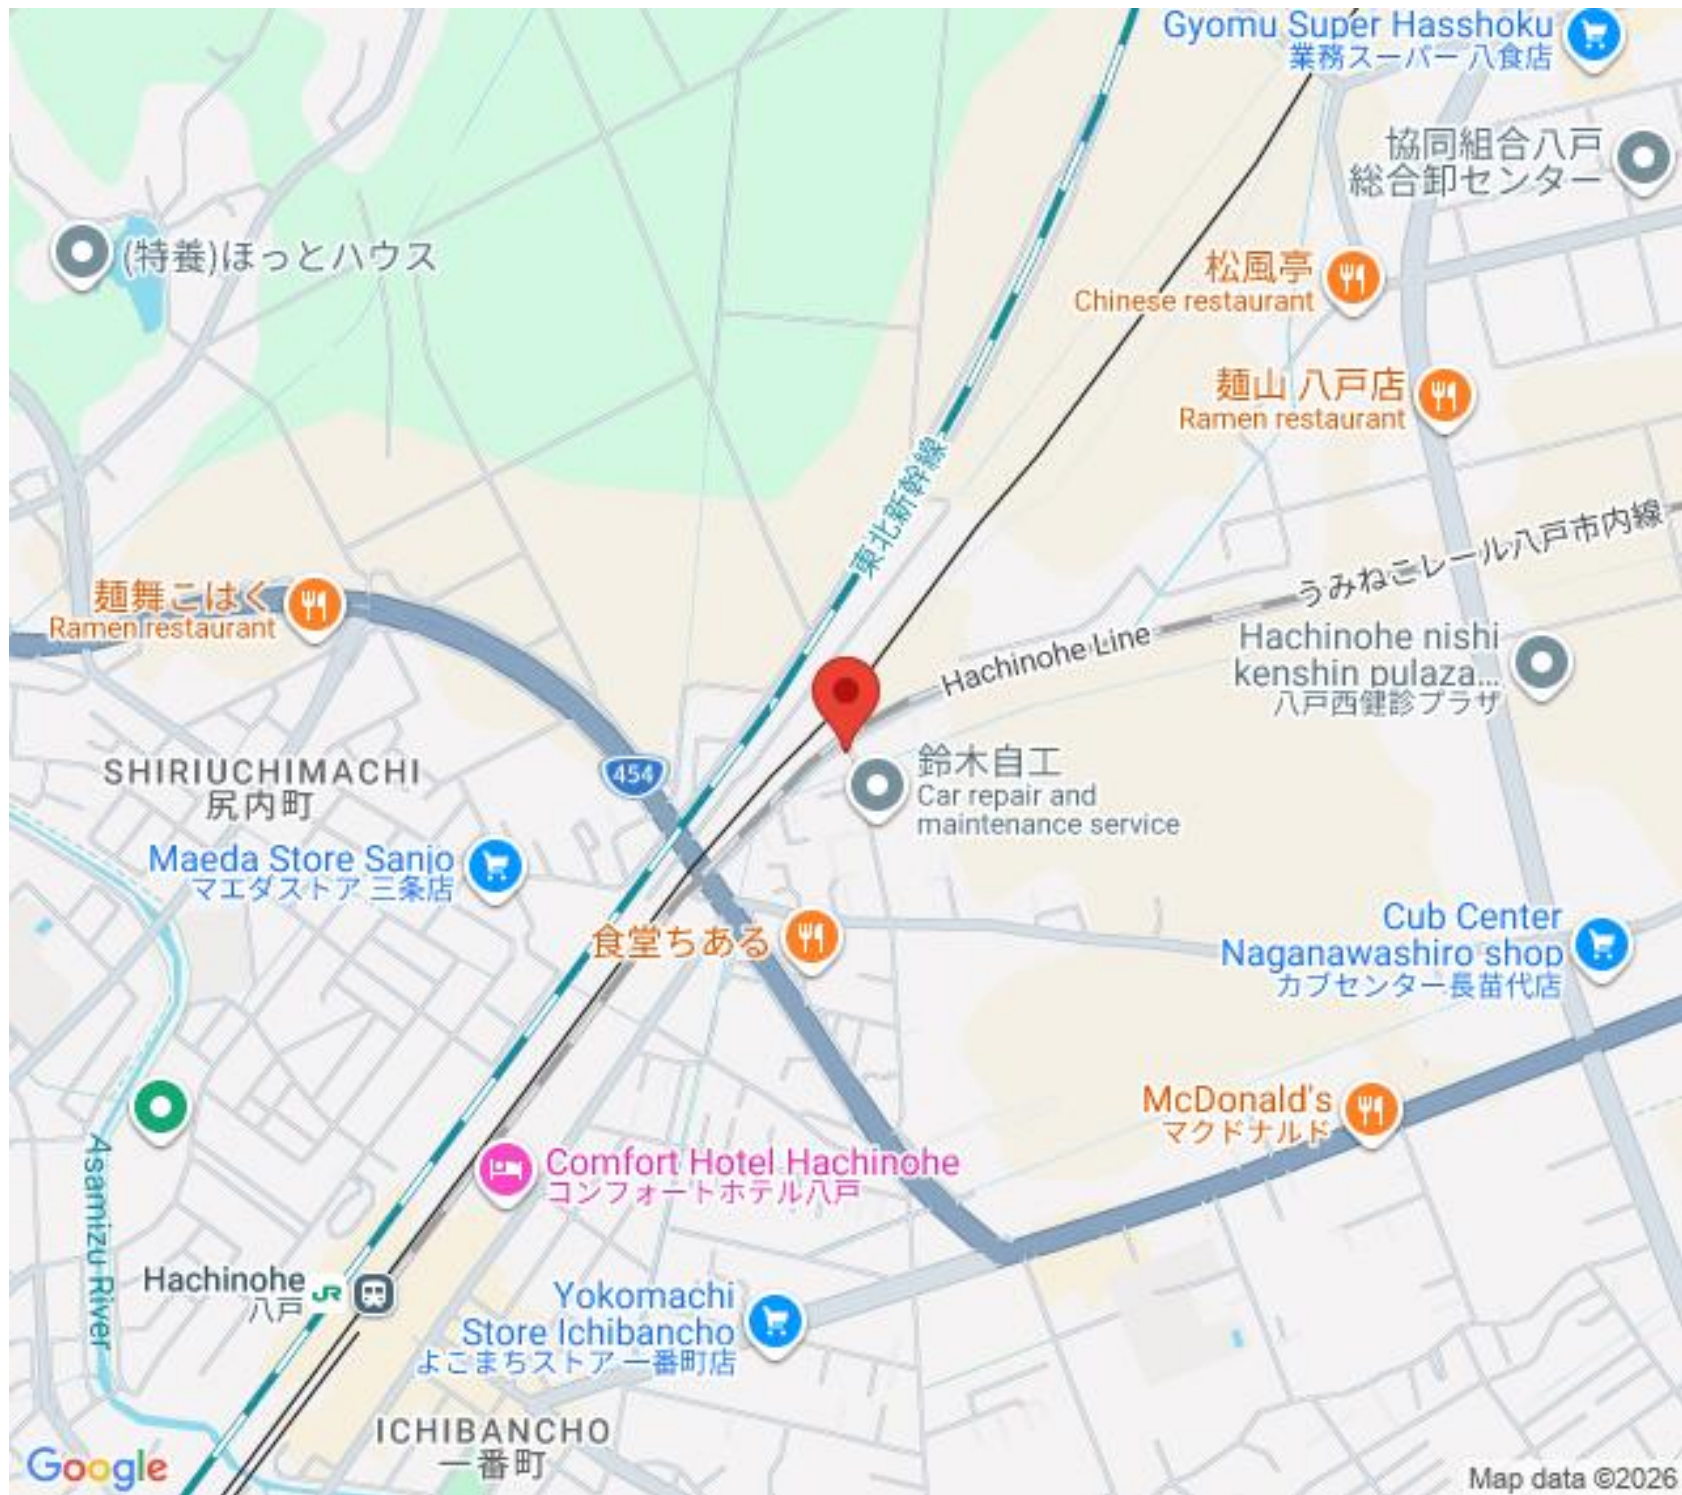 Gyomu Super Hasshoku
業務スーパー 八食店
協同組合八戸
総合卸センター
(特養)ほっとハウス
松風亭
Chinese restaurant
麺山 八戸店
Ramen restaurant
東北新幹線
うみねこレール八戸市内線
麺舞こはく
Ramen restaurant
Hachinohe Line
Hachinohe nishi
kenshin pulaza...
八戸西健診プラザ
SHIRIUCHIMACHI
尻内町
454
鈴木自工
Car repair and
maintenance service
Maeda Store Sanjo
マエダストア 三条店
食堂ちある
Cub Center
Naganawashiro shop
カブセンター長苗代店
McDonald's
マクドナルド
Asamizu River
Comfort Hotel Hachinohe
コンフォートホテル八戸
Hachinohe
八戸
JR
Yokomachi
Store Ichibancho
よこまちストア 一番町店
ICHIBANCHO
一番町
Google
Map data ©2026